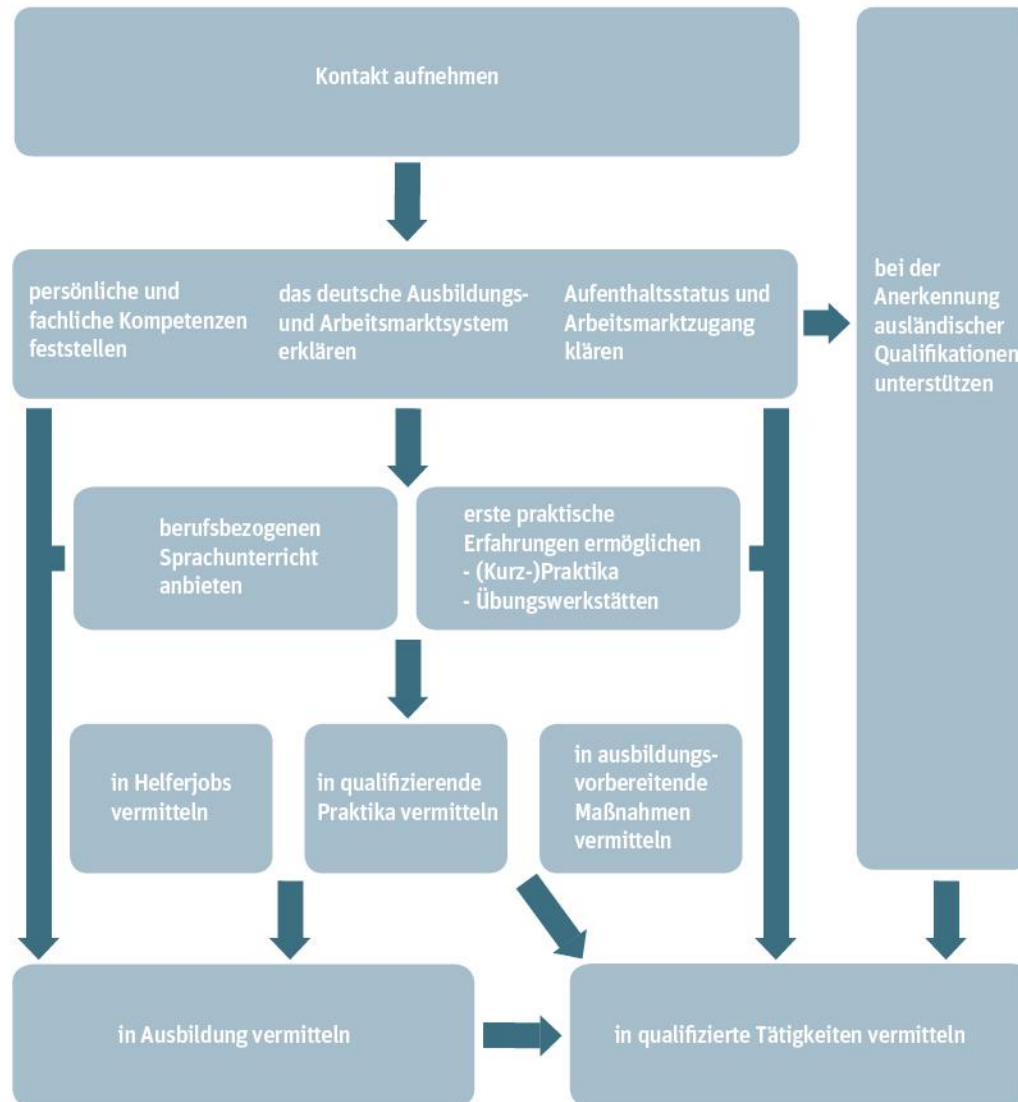 Kontakt aufnehmen
persönliche und
fachliche Kompetenzen
feststellen
das deutsche Ausbildungs-
und Arbeitsmarktsystem
erklären
Aufenthaltsstatus und
Arbeitsmarktzugang
klären
bei der
Anerkennung
ausländischer
Qualifikationen
unterstützen
berufsbezogenen
Sprachunterricht
anbieten
erste praktische
Erfahrungen ermöglichen
- (Kurz-)Praktika
- Übungswerkstätten
in Helferjobs
vermitteln
in qualifizierende
Praktika vermitteln
in ausbildungs-
vorbereitende
Maßnahmen
vermitteln
in Ausbildung vermitteln
in qualifizierte Tätigkeiten vermitteln